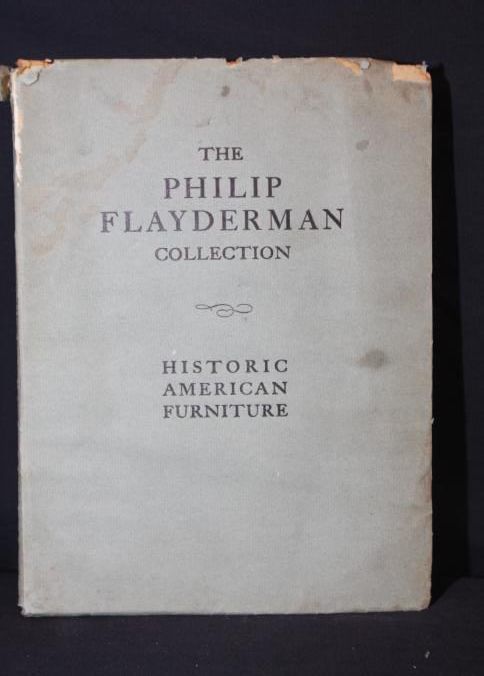 THE
PHILIP
FLAYDERMAN
COLLECTION
HISTORIC
AMERICAN
FURNITURE